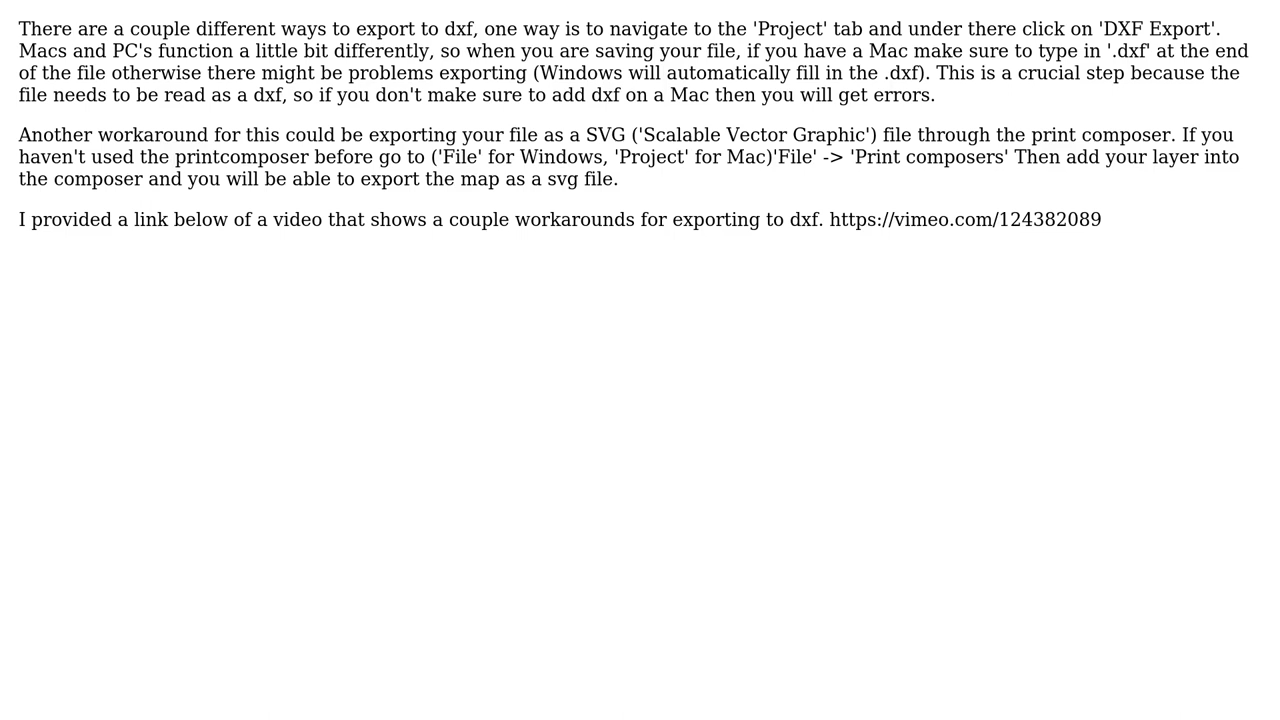 There are a couple different ways to export to dxf, one way is to navigate to the 'Project' tab and under there click on 'DXF Export'.
Macs and PC's function a little bit differently, so when you are saving your file, if you have a Mac make sure to type in '.dxf' at the end
of the file otherwise there might be problems exporting (Windows will automatically fill in the .dxf). This is a crucial step because the
file needs to be read as a dxf, so if you don't make sure to add dxf on a Mac then you will get errors.
Another workaround for this could be exporting your file as a SVG ('Scalable Vector Graphic') file through the print composer. If you
haven't used the printcomposer before go to ('File' for Windows, 'Project' for Mac)'File' -> 'Print composers' Then add your layer into
the composer and you will be able to export the map as a svg file.
I provided a link below of a video that shows a couple workarounds for exporting to dxf. https://vimeo.com/124382089